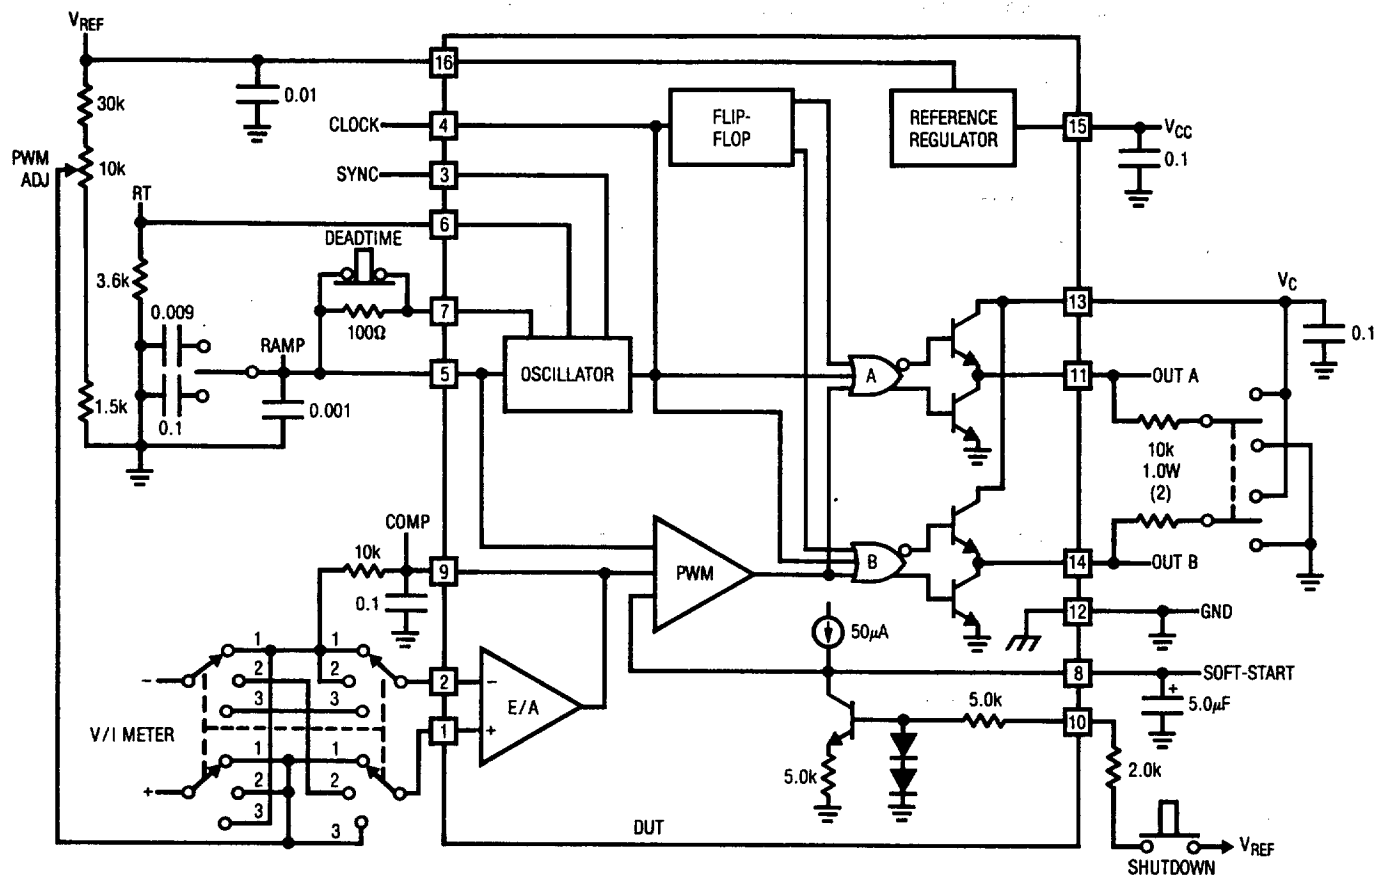 VREF
16
30k
0.01
CLOCK
4
FLIP-
FLOP
REFERENCE
REGULATOR
15
VCC
0.1
PWM
ADJ
10k
SYNC
3
RT
6
DEADTIME
3.6k
100Ω
7
0.009
RAMP
5
OSCILLATOR
A
13
VC
0.1
11
OUT A
1.5k
0.1
0.001
10k
1.0W
(2)
COMP
10k
9
0.1
PWM
B
14
OUT B
12
GND
50μA
8
SOFT-START
+
5.0μF
1
1
2
2
3
3
−
2
−
E/A
1
+
V/I METER
1
1
2
2
3
3
+
5.0k
10
5.0k
2.0k
DUT
SHUTDOWN
VREF